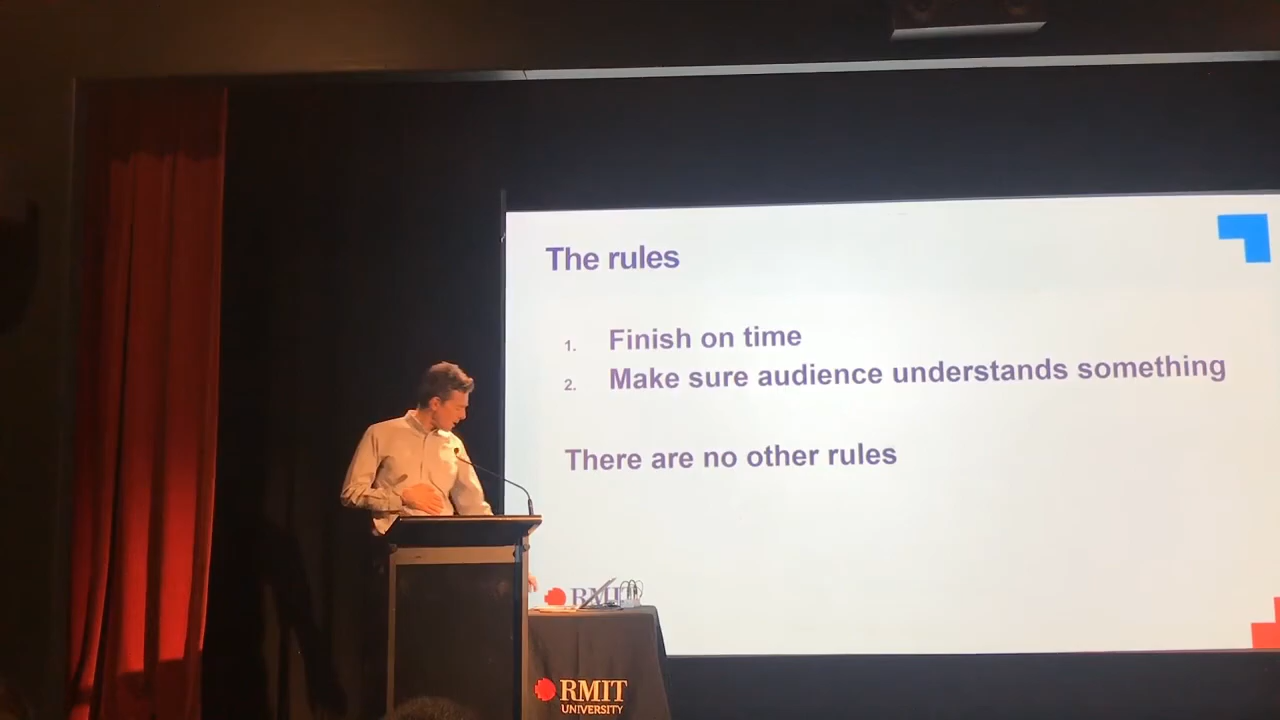 The rules
1. Finish on time
2. Make sure audience understands something
There are no other rules
RMIT
RMIT
UNIVERSITY